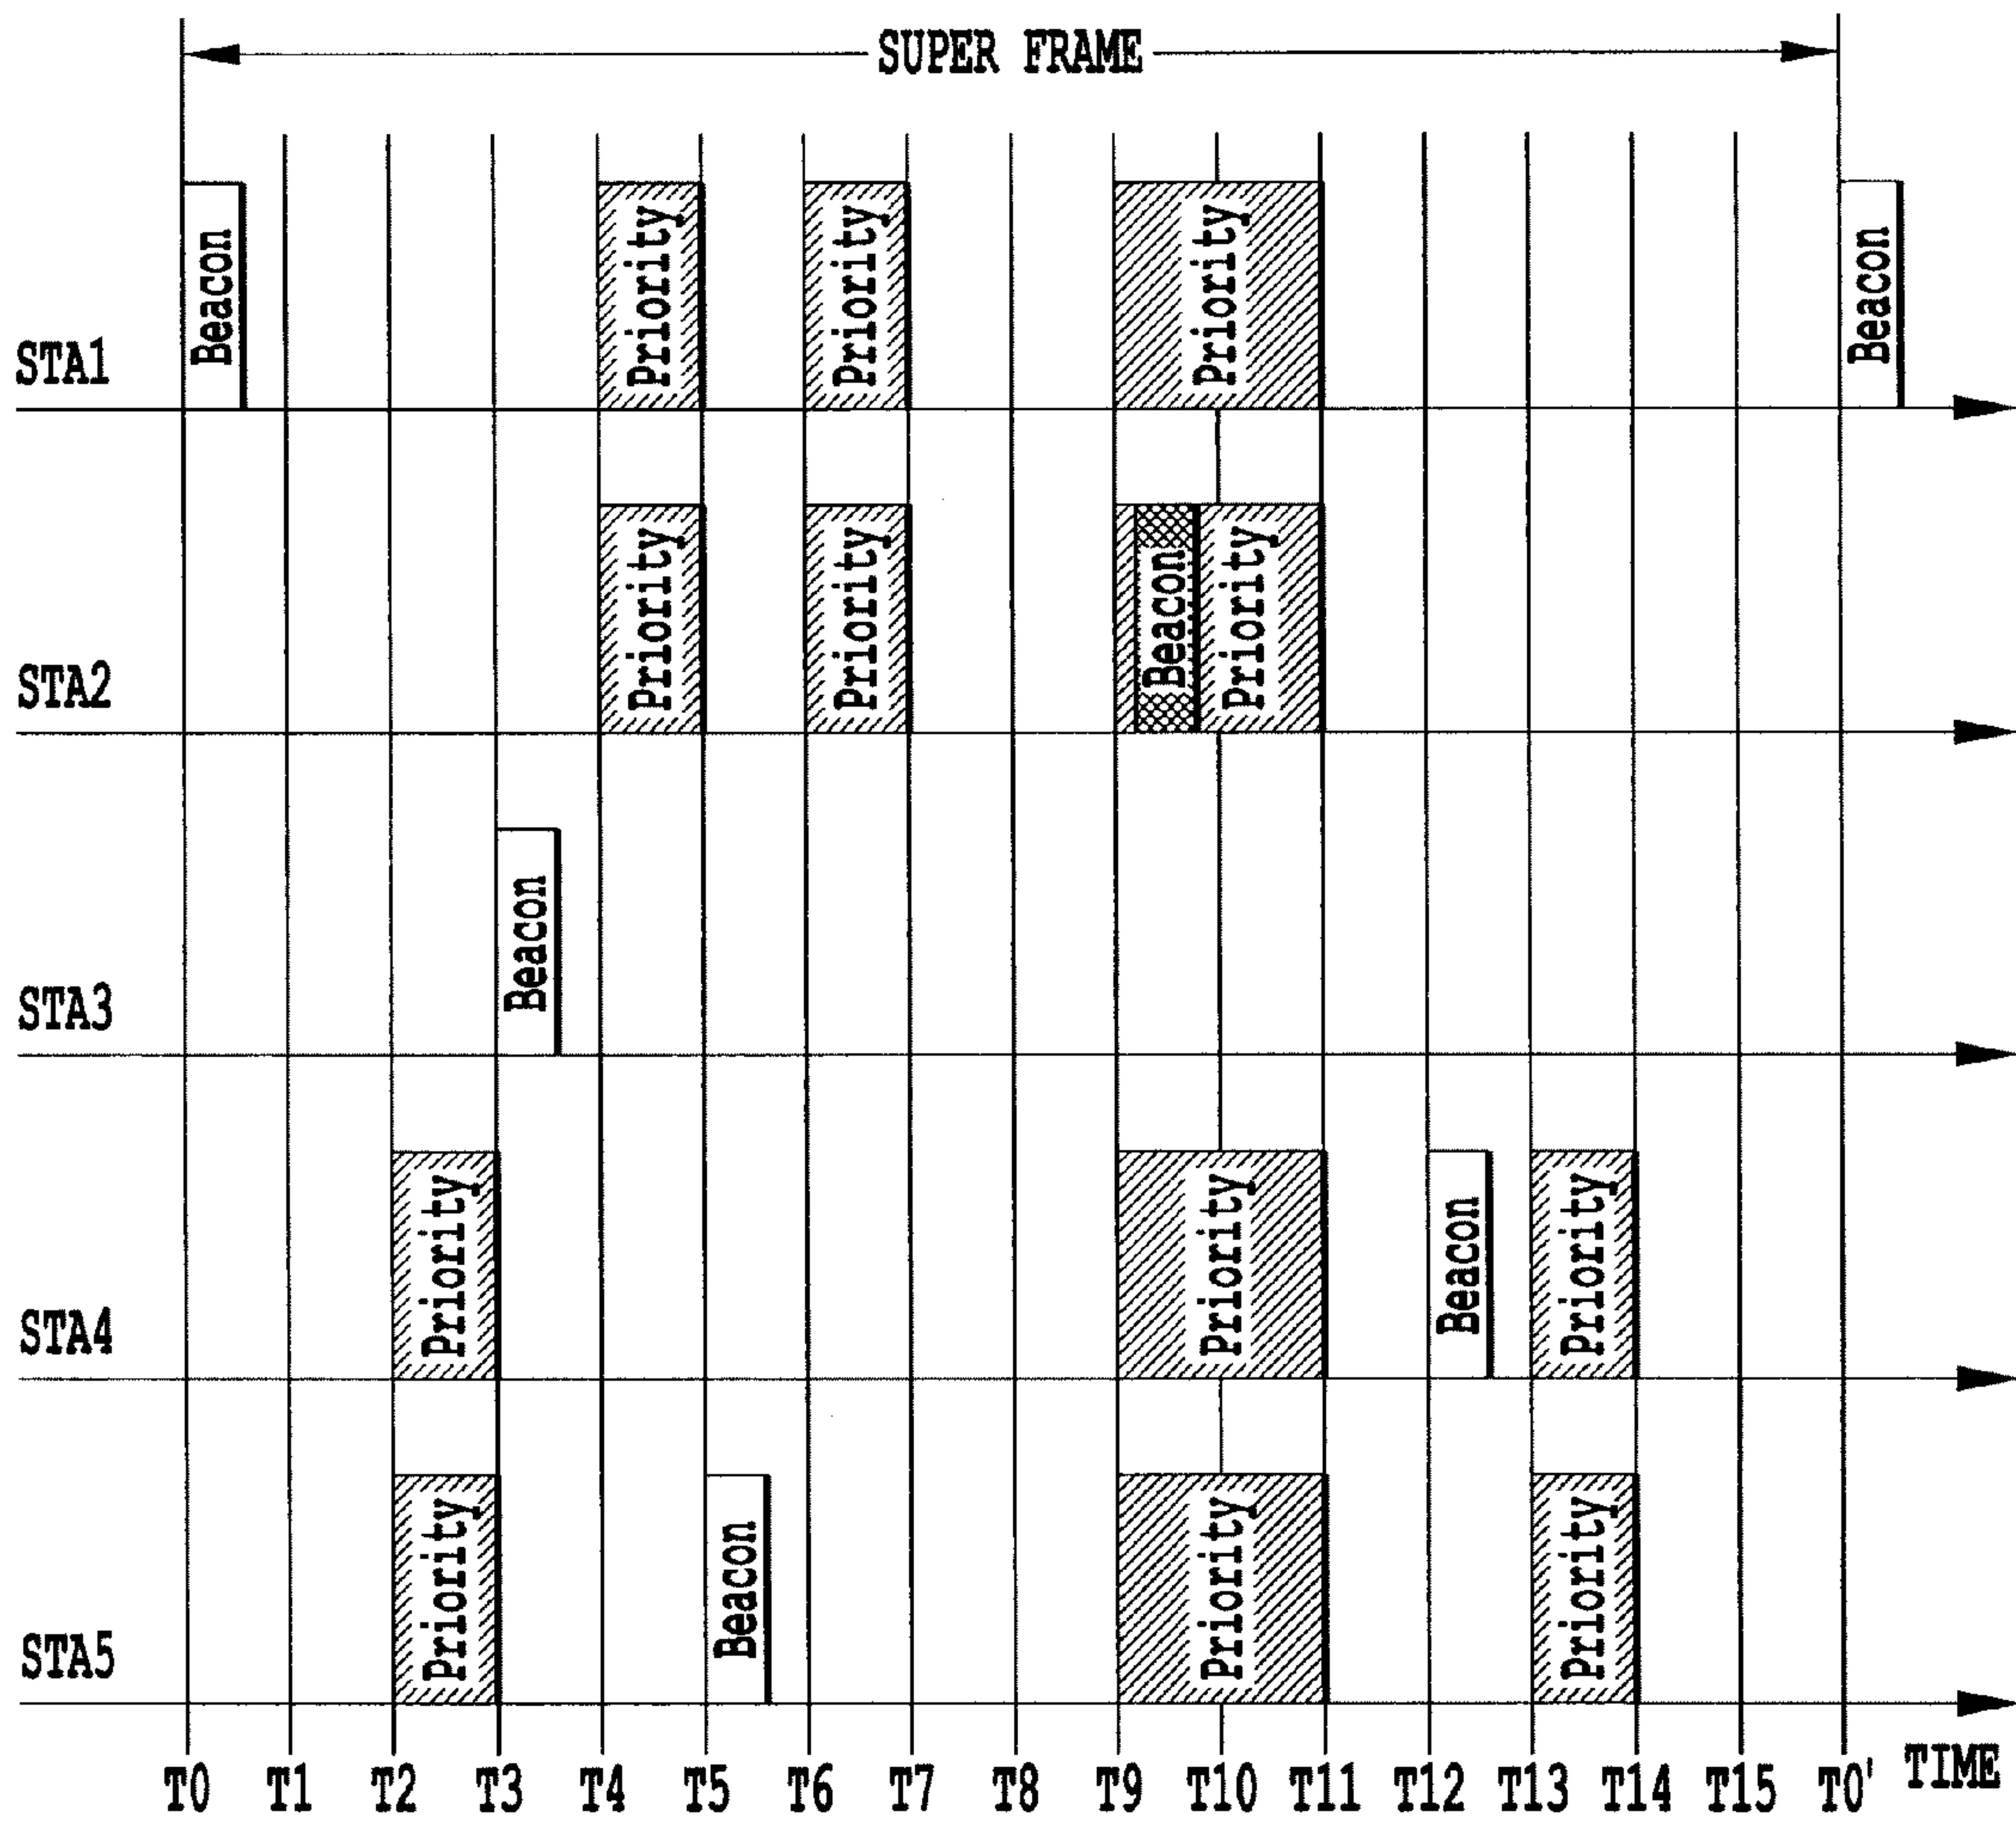 SUPER FRAME
STA1
Beacon
Priority
Priority
Priority
Beacon
STA2
Priority
Priority
Beacon
Priority
STA3
Beacon
STA4
Priority
Priority
Beacon
Priority
STA5
Priority
Beacon
Priority
Priority
T0 T1 T2 T3 T4 T5 T6 T7 T8 T9 T10 T11 T12 T13 T14 T15 T0' TIME